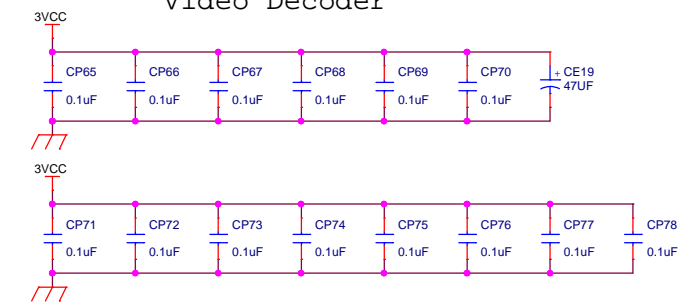 Video Decoder
3VCC
CP65 CP66 CP67 CP68 CP69 CP70 + CE19
0.1uF 0.1uF 0.1uF 0.1uF 0.1uF 0.1uF 47UF
3VCC
CP71 CP72 CP73 CP74 CP75 CP76 CP77 CP78
0.1uF 0.1uF 0.1uF 0.1uF 0.1uF 0.1uF 0.1uF 0.1uF